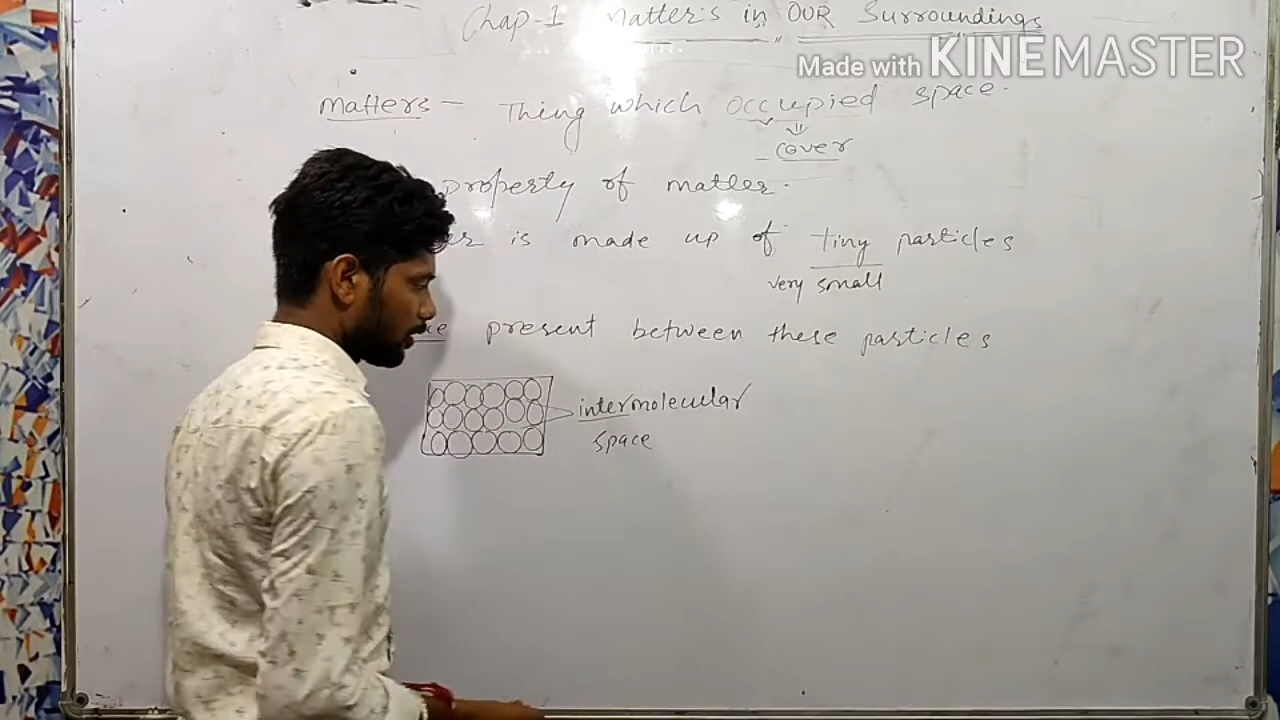 Chap-1 Matter's in OUR Surroundings
Made with KINEMASTER
Matters - Thing which occupied space.
cover
property of matter.
is made up of tiny particles
very small
present between these particles
intermolecular
space